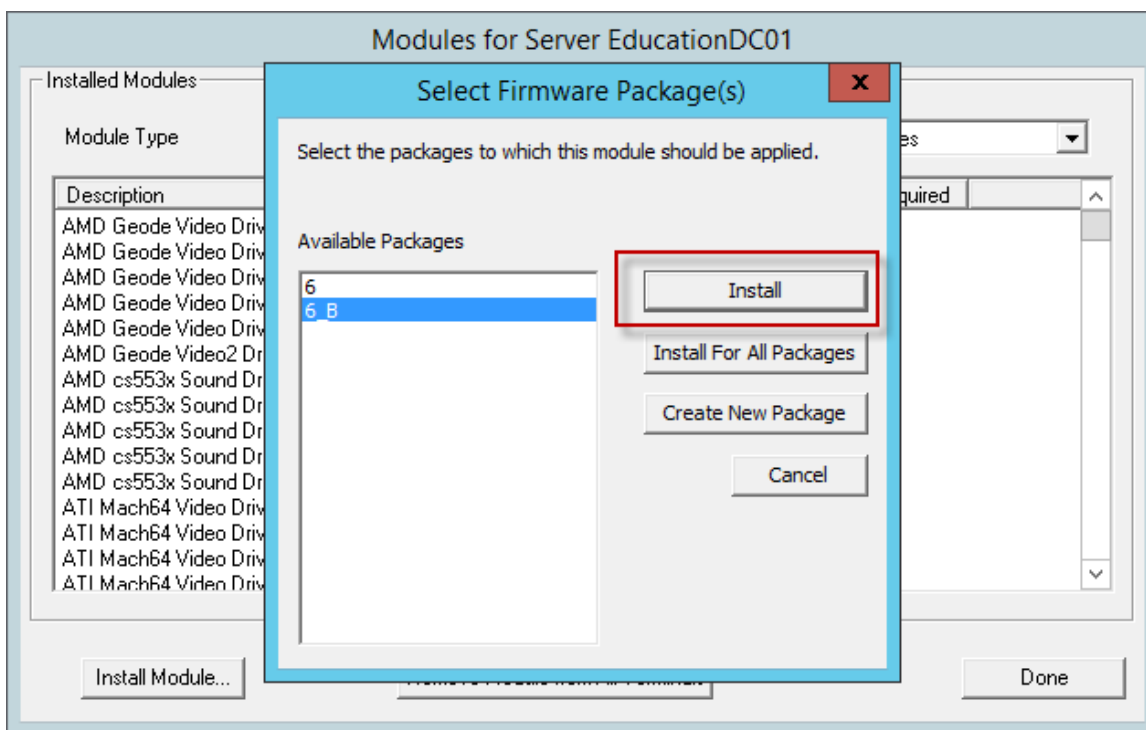 Modules for Server EducationDC01
Installed Modules
Module Type
es
Description
quired
AMD Geode Video Driv
AMD Geode Video Driv
AMD Geode Video Driv
AMD Geode Video Driv
AMD Geode Video Driv
AMD Geode Video2 Dr
AMD cs553x Sound Dr
AMD cs553x Sound Dr
AMD cs553x Sound Dr
AMD cs553x Sound Dr
AMD cs553x Sound Dr
ATI Mach64 Video Driv
ATI Mach64 Video Driv
ATI Mach64 Video Driv
ATI Mach64 Video Driv
Select Firmware Package(s)
x
Select the packages to which this module should be applied.
Available Packages
6
6_B
Install
Install For All Packages
Create New Package
Cancel
Install Module...
Done